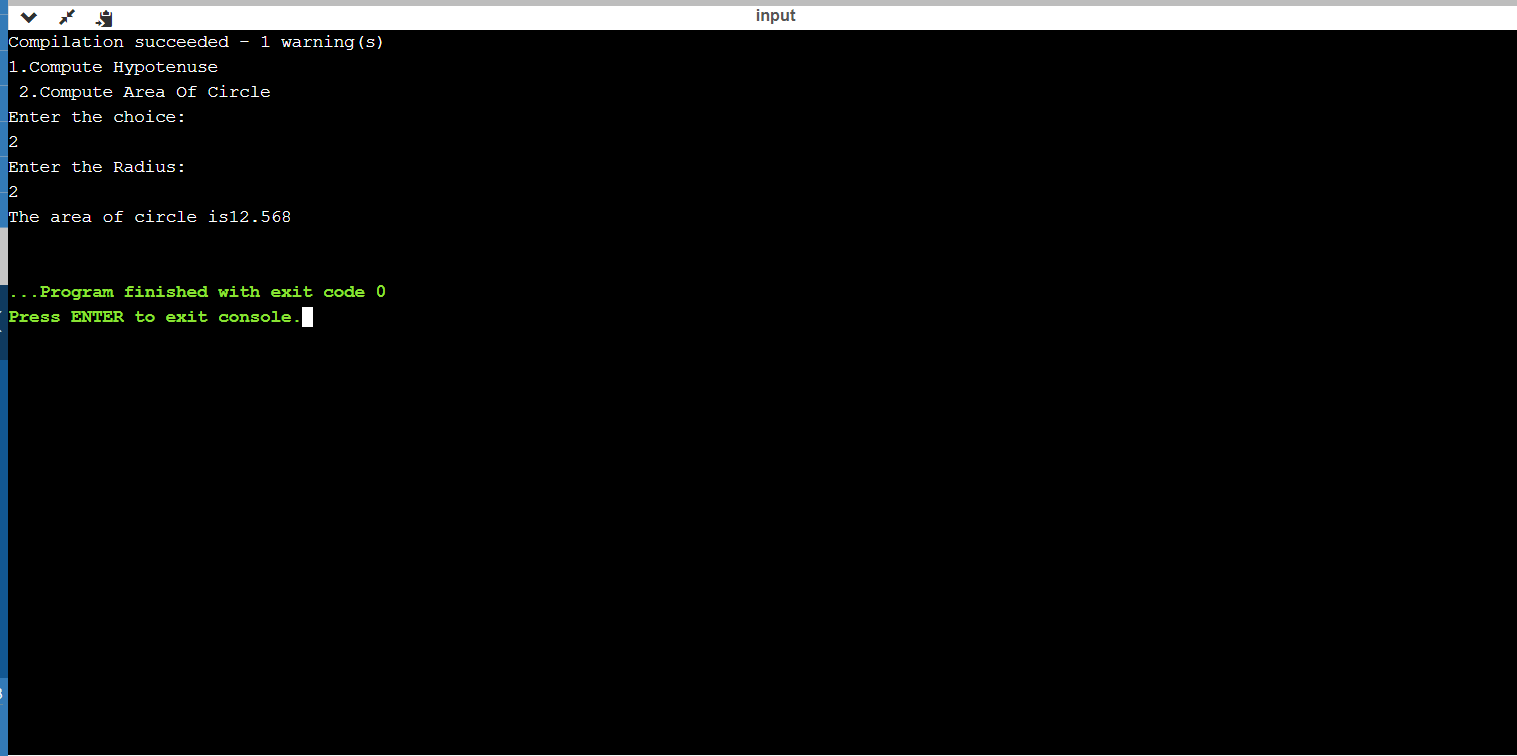 input
Compilation succeeded - 1 warning(s)
1.Compute Hypotenuse
 2.Compute Area Of Circle
Enter the choice:
2
Enter the Radius:
2
The area of circle is12.568
...Program finished with exit code 0
Press ENTER to exit console.